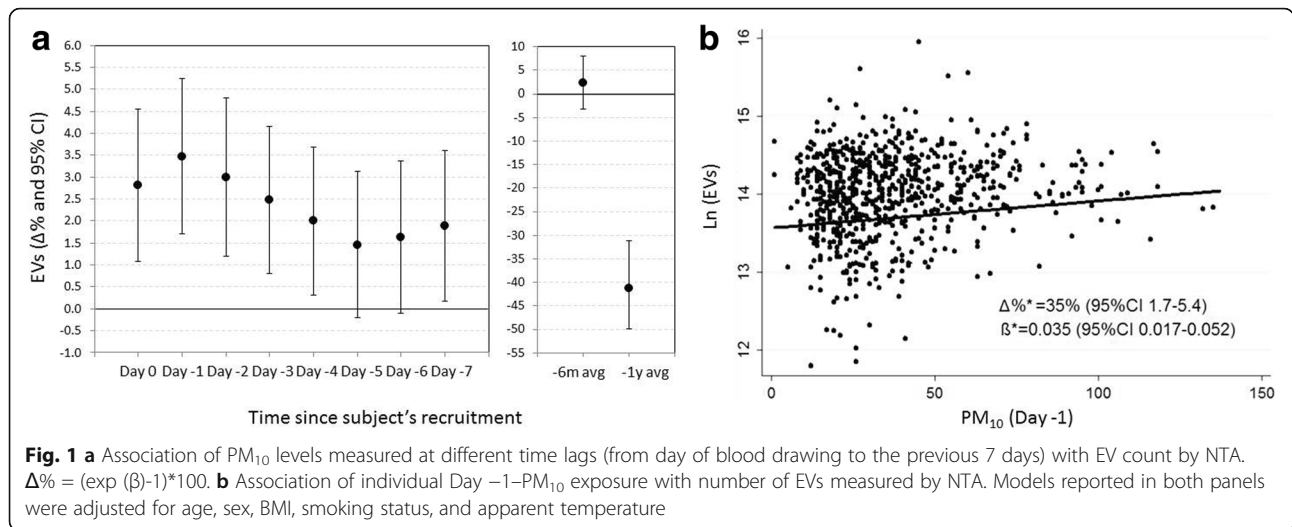 a
EVs (Δ% and 95% CI)
6.0
5.5
5.0
4.5
4.0
3.5
3.0
2.5
2.0
1.5
1.0
0.5
0.0
-0.5
-1.0
Day 0 Day -1 Day -2 Day -3 Day -4 Day -5 Day -6 Day -7
10
5
0
-5
-10
-15
-20
-25
-30
-35
-40
-45
-50
-55
-6m avg -1y avg
Time since subject's recruitment
b
Ln (EVs)
16
15
14
13
12
Δ%*=35% (95%CI 1.7-5.4)
ß*=0.035 (95%CI 0.017-0.052)
0 50 100 150
PM10 (Day -1)
Fig. 1 a Association of PM10 levels measured at different time lags (from day of blood drawing to the previous 7 days) with EV count by NTA.
Δ% = (exp (β)-1)*100. b Association of individual Day −1–PM10 exposure with number of EVs measured by NTA. Models reported in both panels
were adjusted for age, sex, BMI, smoking status, and apparent temperature